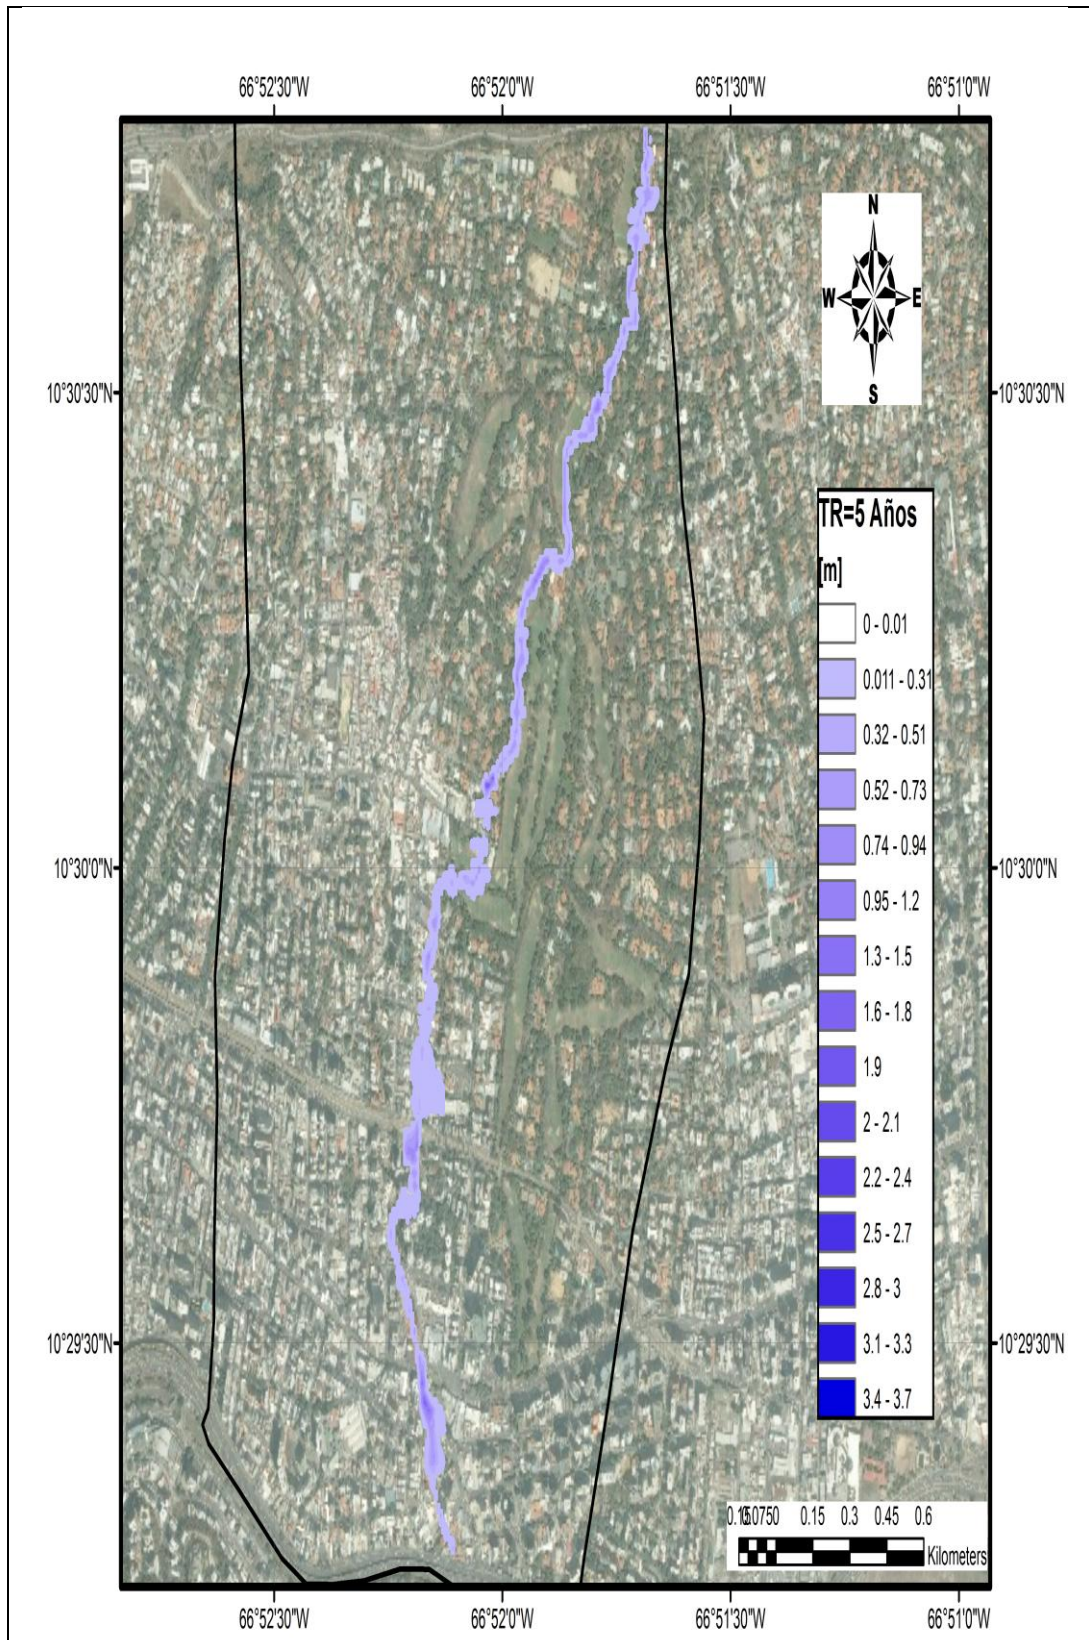 66°52'30"W 66°52'0"W 66°51'30"W 66°51'0"W
N
W E
S
10°30'30"N 10°30'30"N
TR=5 Años
[m]
0 - 0.01
0.011 - 0.31
0.32 - 0.51
0.52 - 0.73
0.74 - 0.94
10°30'0"N 10°30'0"N
0.95 - 1.2
1.3 - 1.5
1.6 - 1.8
1.9
2 - 2.1
2.2 - 2.4
2.5 - 2.7
2.8 - 3
10°29'30"N 10°29'30"N
3.1 - 3.3
3.4 - 3.7
0.15 0.075 0 0.15 0.3 0.45 0.6
Kilometers
66°52'30"W 66°52'0"W 66°51'30"W 66°51'0"W